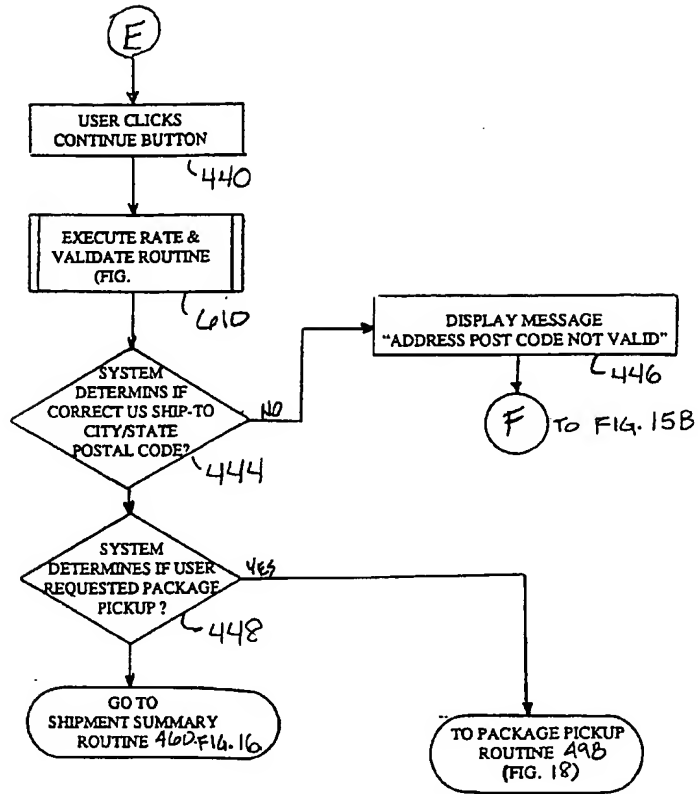 E
USER CLICKS
CONTINUE BUTTON
440
EXECUTE RATE &
VALIDATE ROUTINE
(FIG.
610
SYSTEM
DETERMINS IF
CORRECT US SHIP-TO
CITY/STATE
POSTAL CODE?
NO
444
DISPLAY MESSAGE
"ADDRESS POST CODE NOT VALID"
446
F TO FIG. 15B
SYSTEM
DETERMINES IF USER
REQUESTED PACKAGE
PICKUP ?
YES
448
GO TO
SHIPMENT SUMMARY
ROUTINE 460.FIG.16.
TO PACKAGE PICKUP
ROUTINE 498
(FIG. 18)